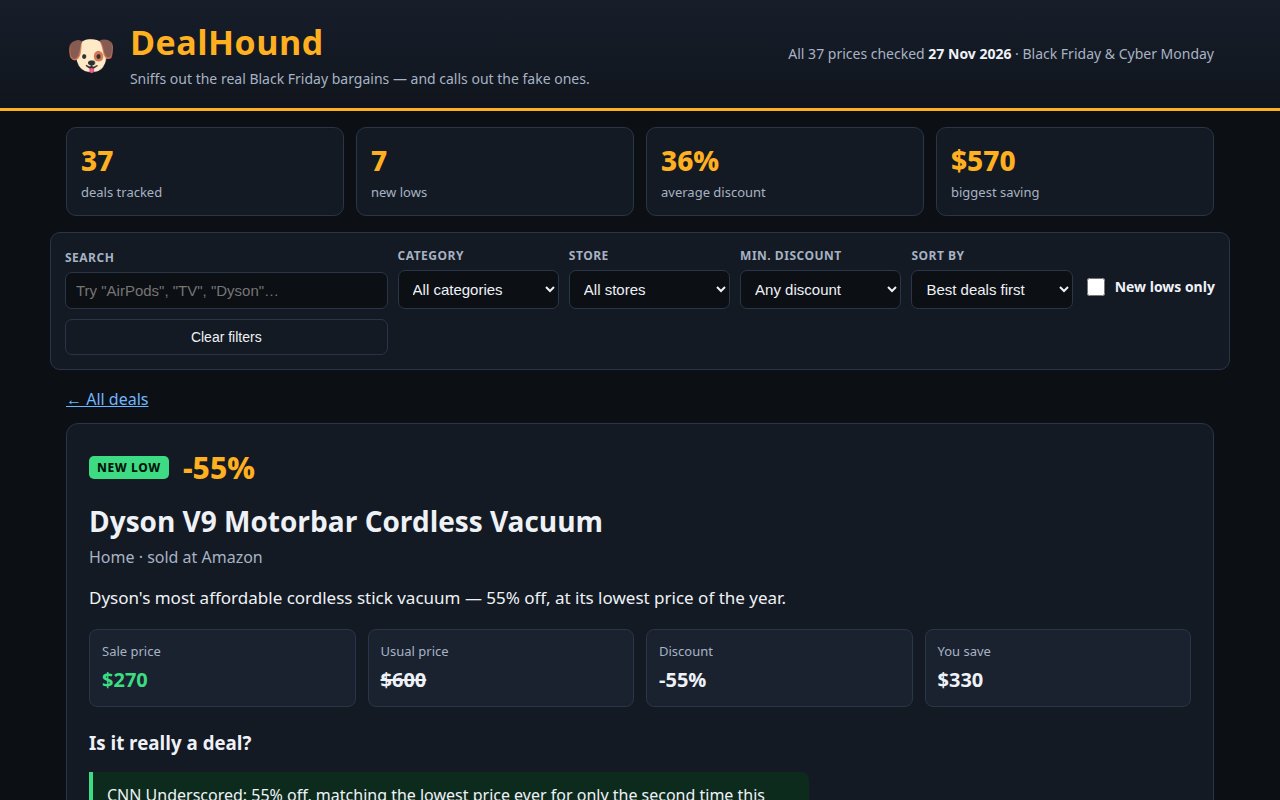 DealHound
Sniffs out the real Black Friday bargains — and calls out the fake ones.
All 37 prices checked 27 Nov 2026 · Black Friday & Cyber Monday
37
deals tracked
7
new lows
36%
average discount
$570
biggest saving
SEARCH
Try "AirPods", "TV", "Dyson"…
CATEGORY
All categories
STORE
All stores
MIN. DISCOUNT
Any discount
SORT BY
Best deals first
New lows only
Clear filters
← All deals
NEW LOW -55%
Dyson V9 Motorbar Cordless Vacuum
Home · sold at Amazon
Dyson's most affordable cordless stick vacuum — 55% off, at its lowest price of the year.
Sale price
$270
Usual price
$600
Discount
-55%
You save
$330
Is it really a deal?
CNN Underscored: 55% off, matching the lowest price ever for only the second time this